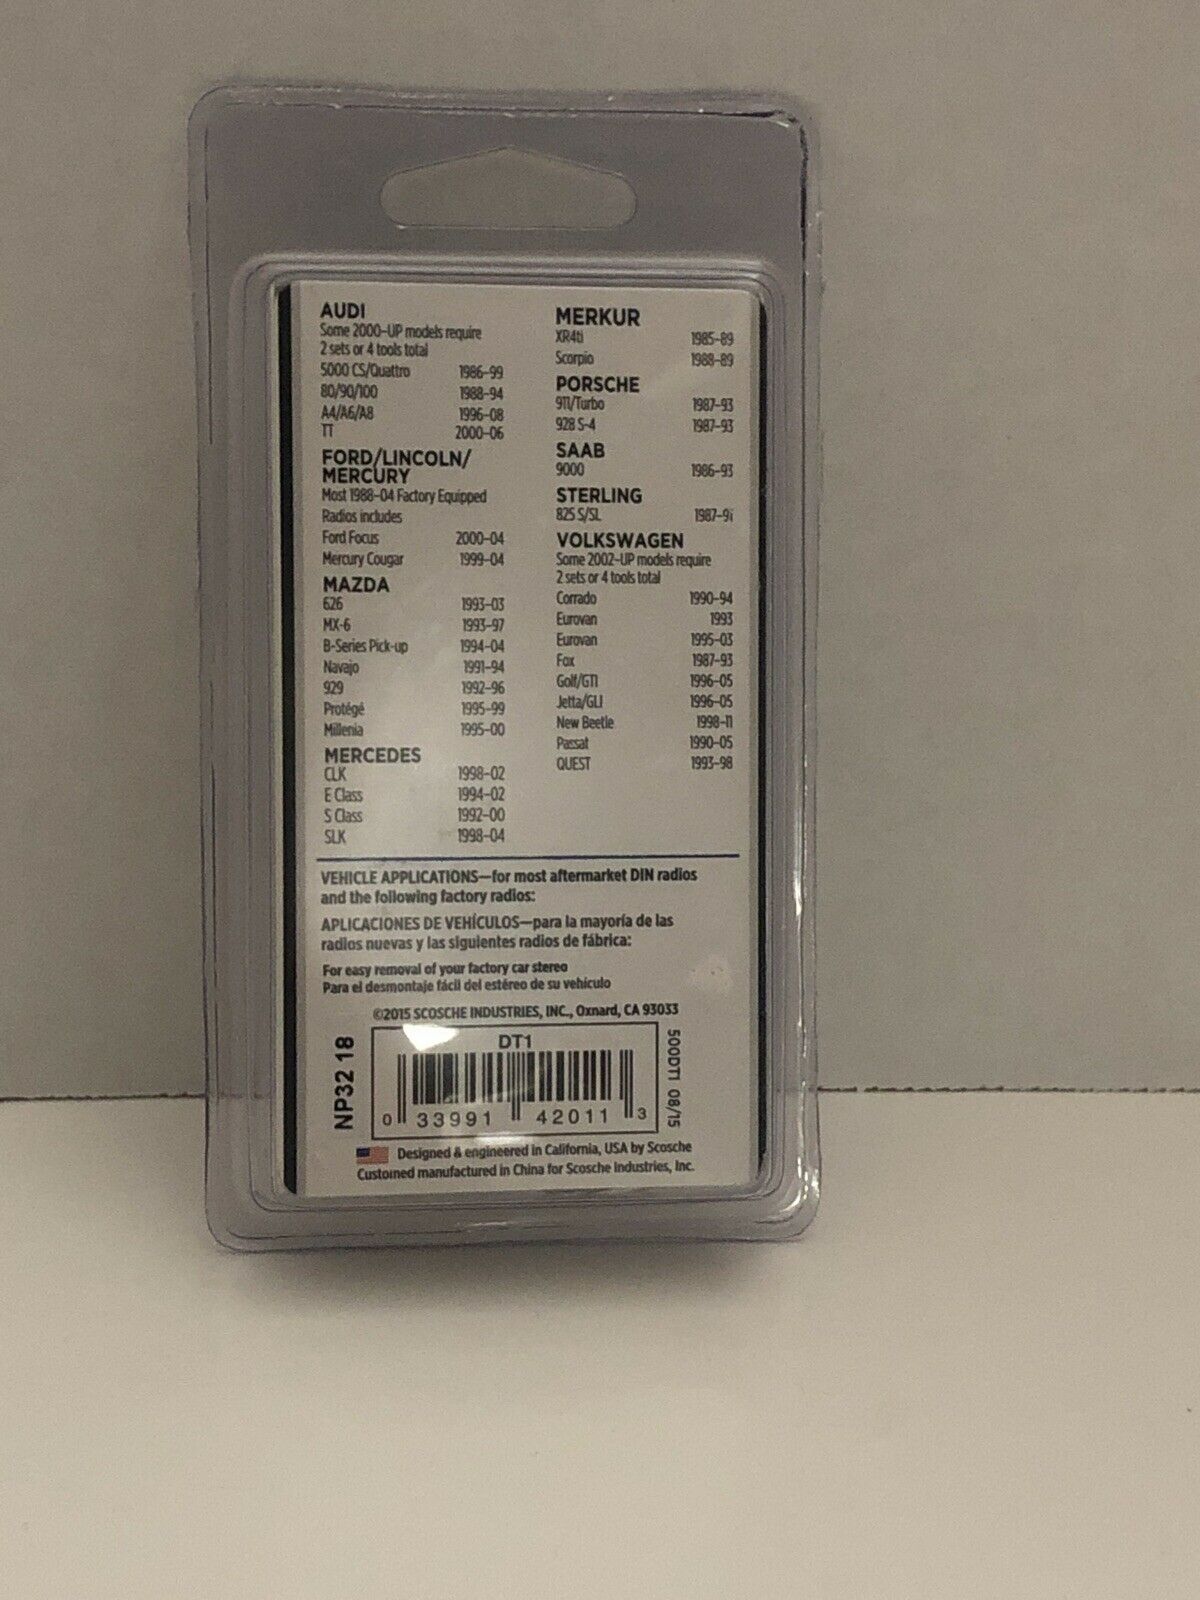 AUDI
Some 2000-UP models require
2 sets or 4 tools total
5000 CS/Quattro 1986-99
80/90/100 1988-94
A4/A6/A8 1996-08
TT 2000-06
FORD/LINCOLN/
MERCURY
Most 1988-04 Factory Equipped
Radios includes
Ford Focus 2000-04
Mercury Cougar 1999-04
MAZDA
626 1993-03
MX-6 1993-97
B-Series Pick-up 1994-04
Navajo 1991-94
929 1992-96
Protégé 1995-99
Millenia 1995-00
MERCEDES
CLK 1998-02
E Class 1994-02
S Class 1992-00
SLK 1998-04
MERKUR
XR4ti 1985-89
Scorpio 1988-89
PORSCHE
911/Turbo 1987-93
928 S-4 1987-93
SAAB
9000 1986-93
STERLING
825 S/SL 1987-9i
VOLKSWAGEN
Some 2002-UP models require
2 sets or 4 tools total
Corrado 1990-94
Eurovan 1993
Eurovan 1995-03
Fox 1987-93
Golf/GTI 1996-05
Jetta/GLI 1996-05
New Beetle 1998-11
Passat 1990-05
QUEST 1993-98
VEHICLE APPLICATIONS—for most aftermarket DIN radios
and the following factory radios:
APLICACIONES DE VEHÍCULOS—para la mayoría de las
radios nuevas y las siguientes radios de fábrica:
For easy removal of your factory car stereo
Para el desmontaje fácil del estéreo de su vehículo
©2015 SCOSCHE INDUSTRIES, INC., Oxnard, CA 93033
NP32 18
DT1
0 33991 42011 3
500DT1 08/15
Designed & engineered in California, USA by Scosche
Customed manufactured in China for Scosche Industries, Inc.